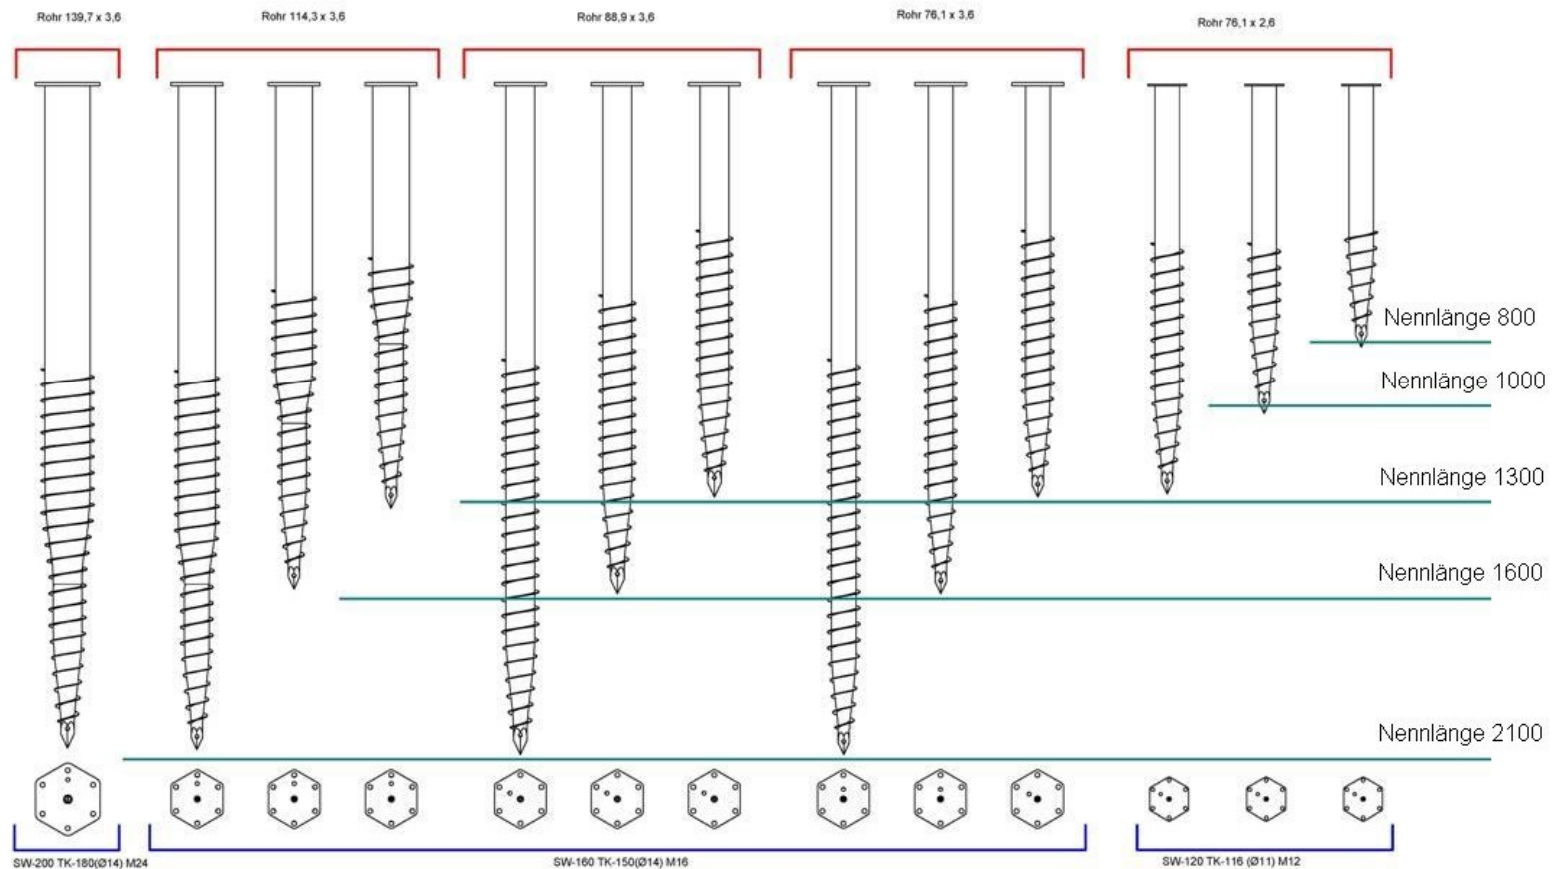 Rohr 139,7 x 3,6
Rohr 114,3 x 3,6
Rohr 88,9 x 3,6
Rohr 76,1 x 3,6
Rohr 76,1 x 2,6
Nennlänge 800
Nennlänge 1000
Nennlänge 1300
Nennlänge 1600
Nennlänge 2100
SW-200 TK-180(Ø14) M24
SW-160 TK-150(Ø14) M16
SW-120 TK-116 (Ø11) M12